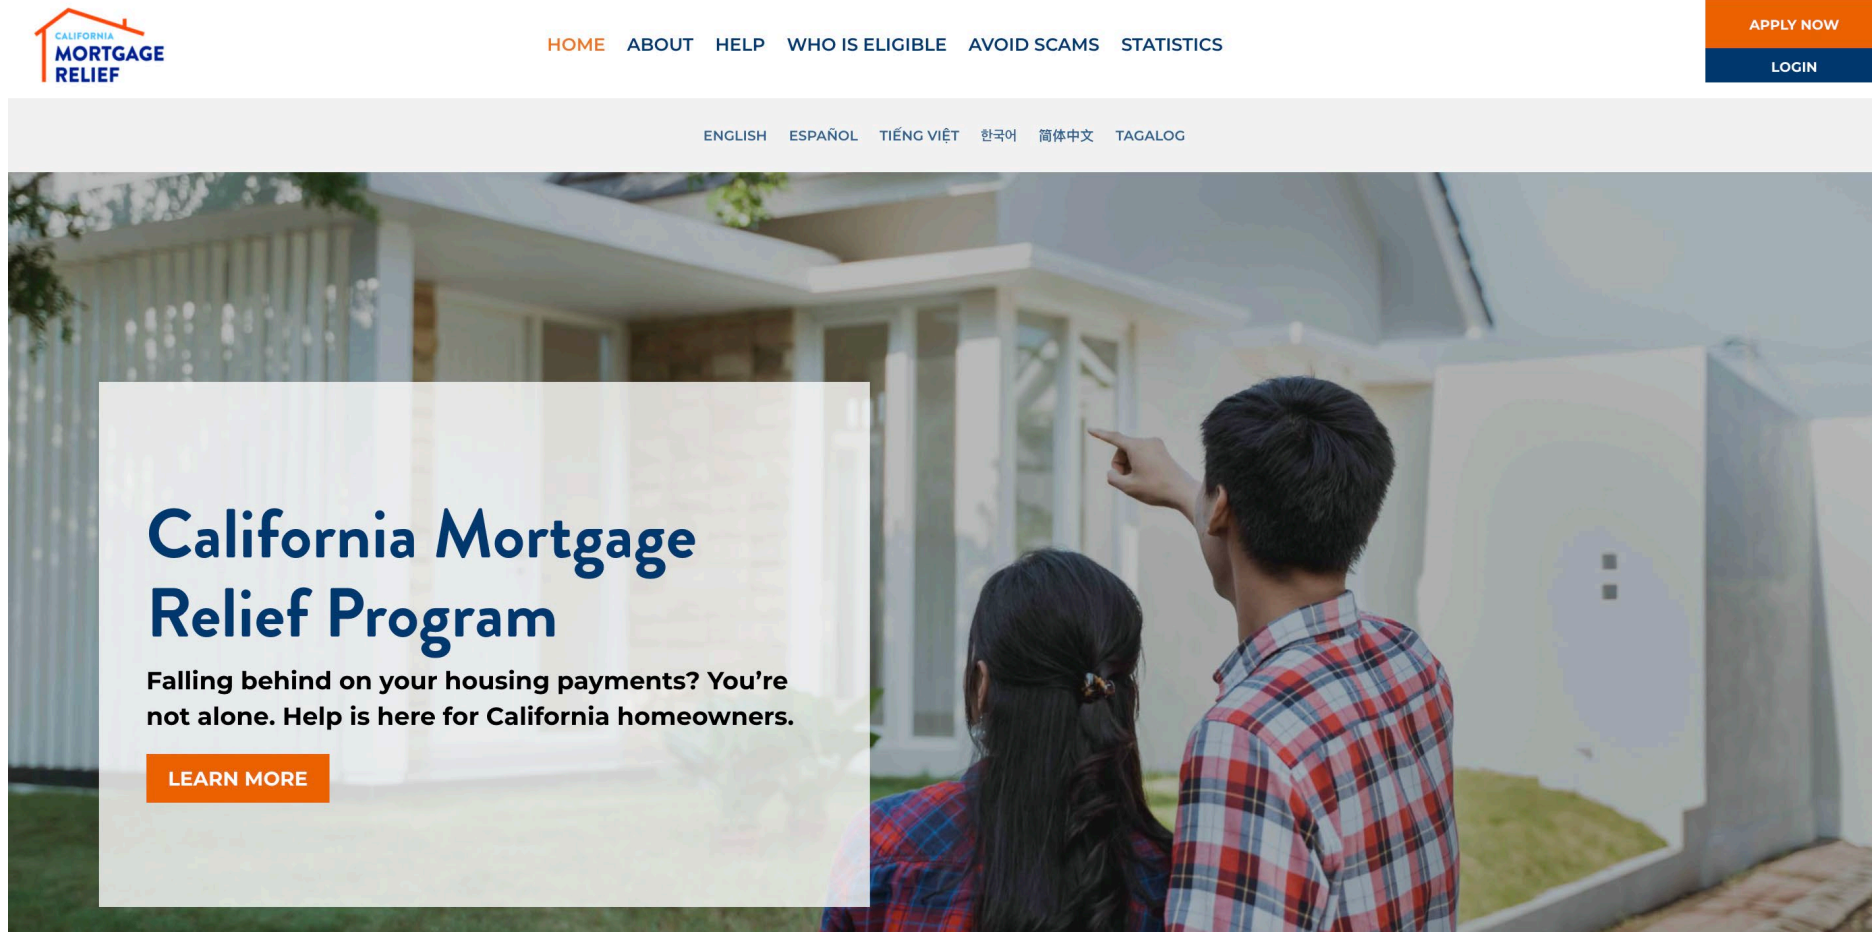 CALIFORNIA
MORTGAGE
RELIEF
HOME ABOUT HELP WHO IS ELIGIBLE AVOID SCAMS STATISTICS
APPLY NOW
LOGIN
ENGLISH ESPAÑOL TIẾNG VIỆT 한국어 简体中文 TAGALOG
California Mortgage
Relief Program
Falling behind on your housing payments? You’re
not alone. Help is here for California homeowners.
LEARN MORE